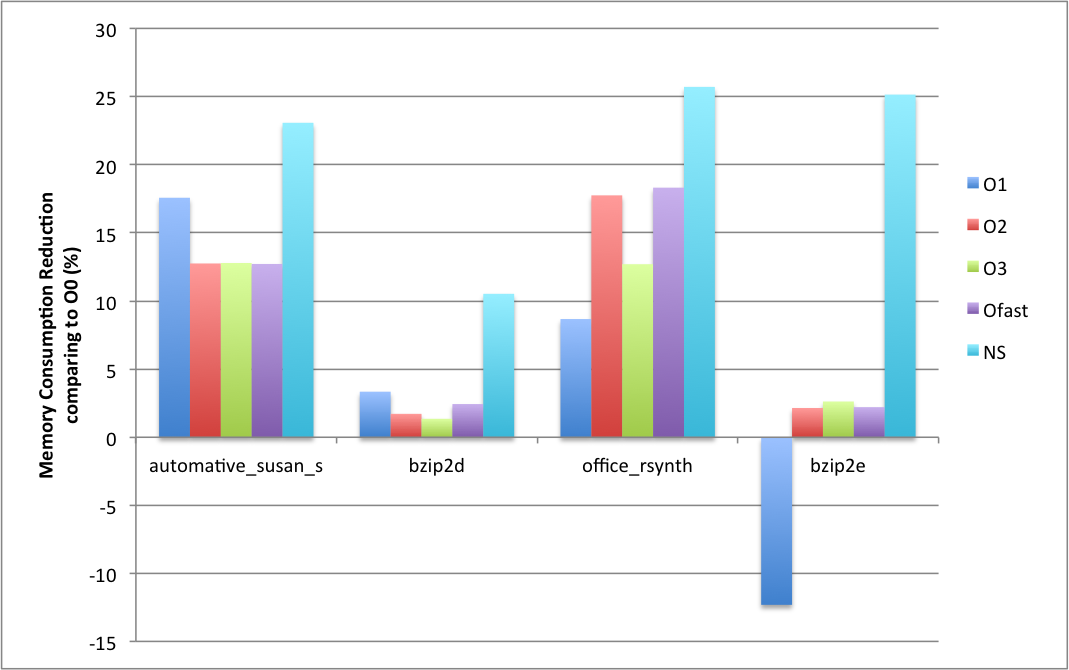 30
25
20
15
10
5
0
-5
-10
-15
Memory Consumption Reduction
comparing to O0 (%)
automative_susan_s
bzip2d
office_rsynth
bzip2e
O1
O2
O3
Ofast
NS